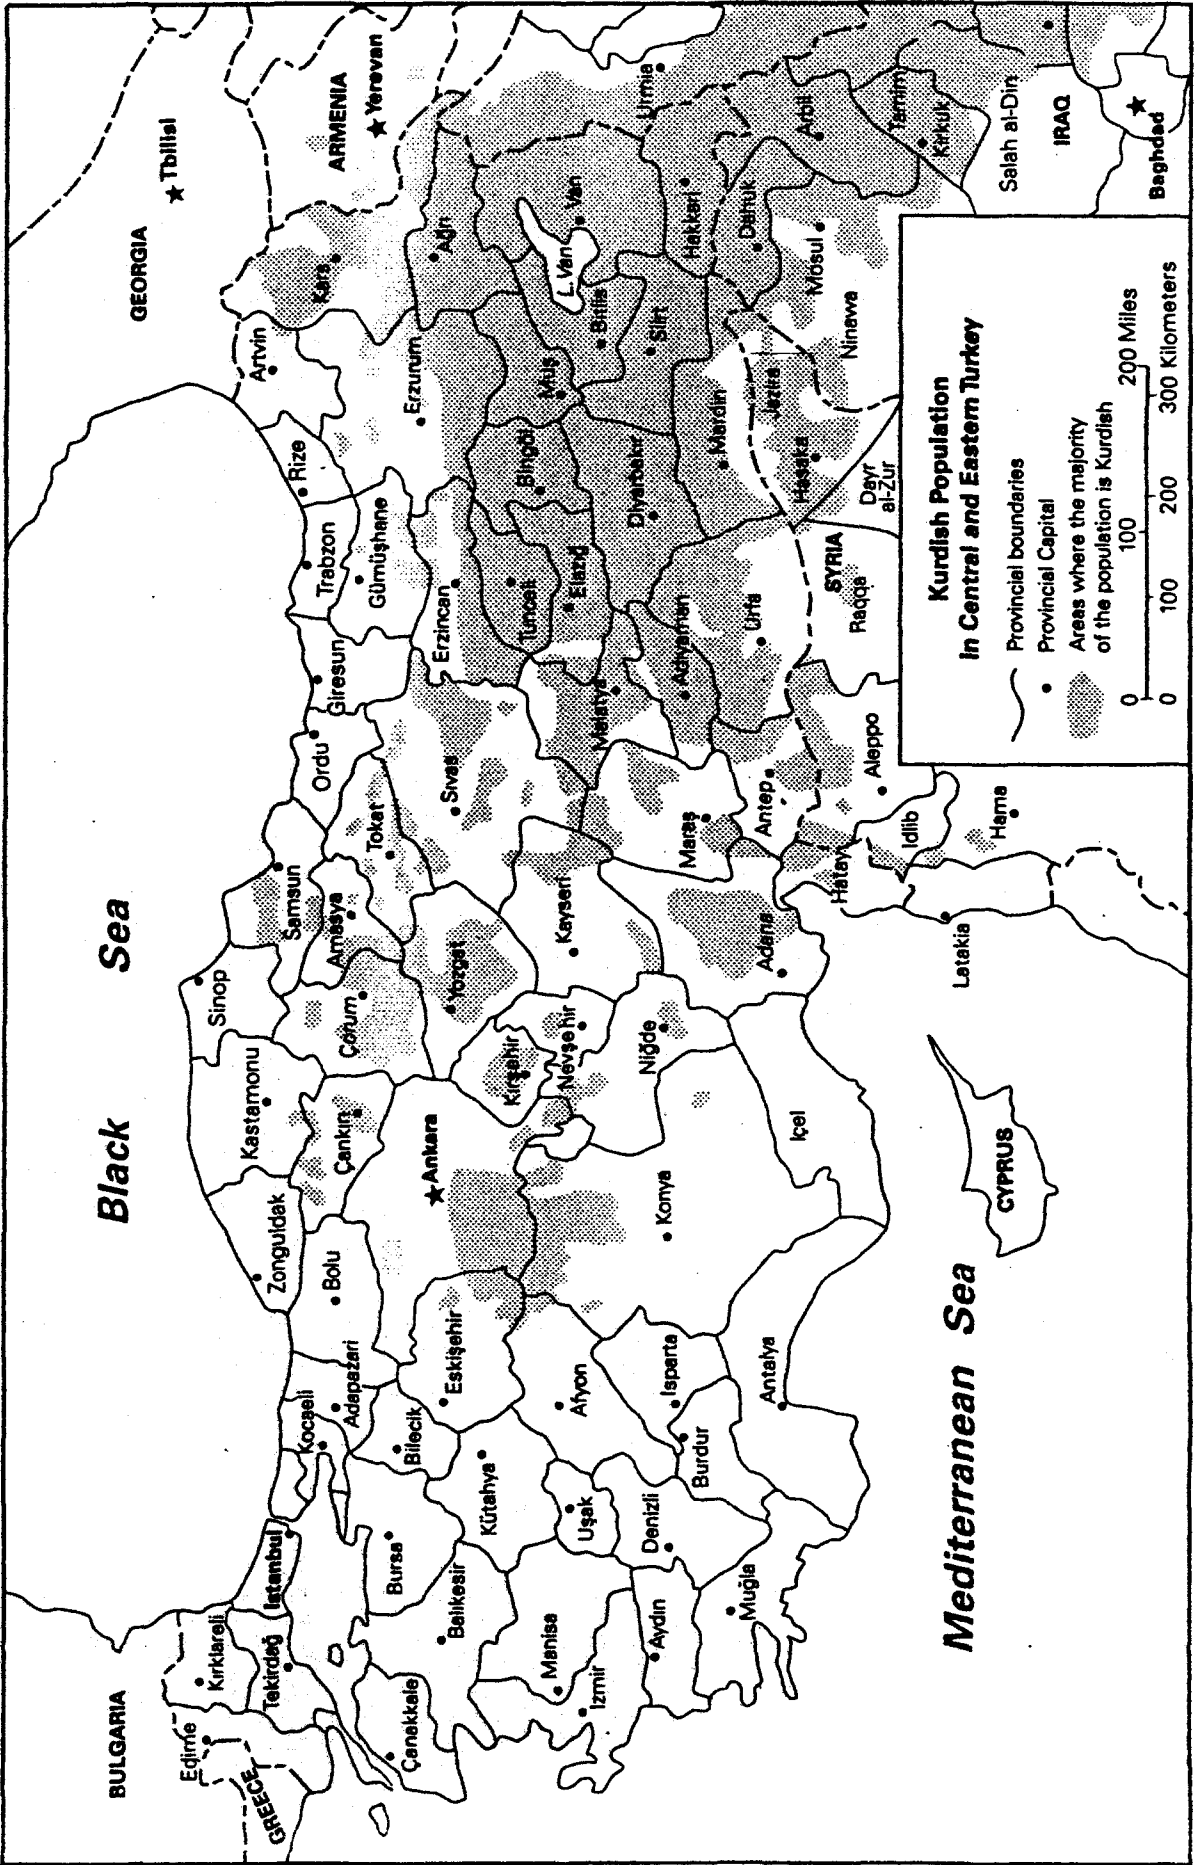 Kurdish Population
In Central and Eastern Turkey
Provincial boundaries
Provincial Capital
Areas where the majority
of the population is Kurdish
0 100 200 Miles
0 100 200 300 Kilometers
Black Sea
Mediterranean Sea
BULGARIA
GREECE
GEORGIA
Tbilisi
ARMENIA
Yerevan
IRAQ
Baghdad
SYRIA
CYPRUS
Edirne
Kırklareli
Tekirdağ
Istanbul
Çanakkale
Balıkesir
Bursa
Kocaeli
Adapazari
Bilecik
Kütahya
Eskişehir
Manisa
Izmir
Uşak
Afyon
Aydın
Denizli
Muğla
Burdur
Isparta
Antalya
Zonguldak
Bolu
Kastamonu
Çankırı
Ankara
Konya
Içel
Sinop
Çorum
Samsun
Amasya
Yozgat
Kırşehir
Nevşehir
Niğde
Kayseri
Adana
Ordu
Tokat
Sıvas
Maraş
Antep
Hatay
Giresun
Gümüşhane
Trabzon
Rize
Artvin
Kars
Erzurum
Erzincan
Tunceli
Elazığ
Malatya
Adıyaman
Urfa
Bingöl
Muş
Diyarbakır
Mardin
Ağrı
L. Van
Van
Bitlis
Siirt
Hakkari
Urmia
Dahuk
Arbil
Mosul
Ninawa
Tamim
Kirkuk
Salah al-Din
Jazira
Hasaka
Dayr
al-Zur
Raqqa
Aleppo
Idlib
Hama
Latakia